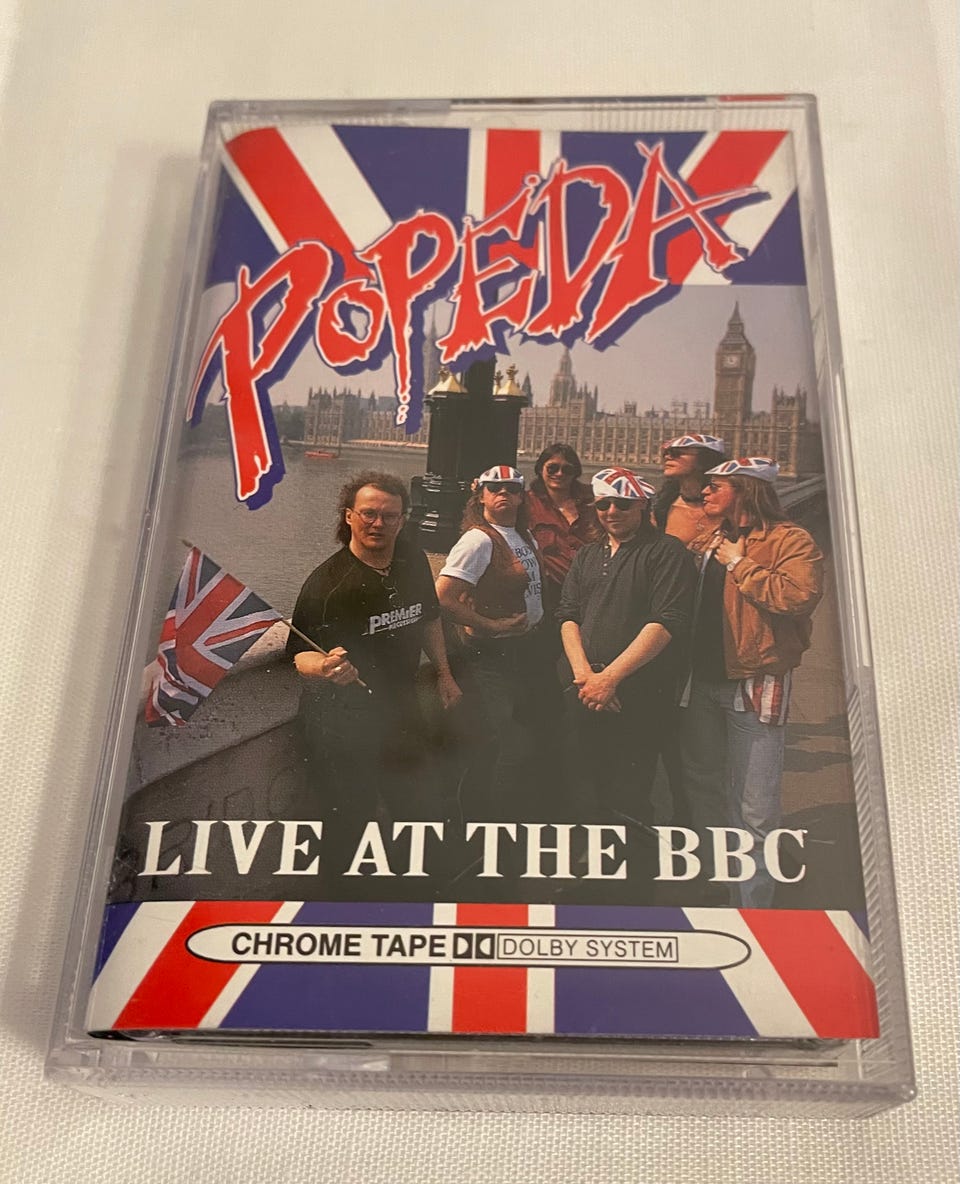 POPEDA
PREMIER
LIVE AT THE BBC
CHROME TAPE DOLBY SYSTEM